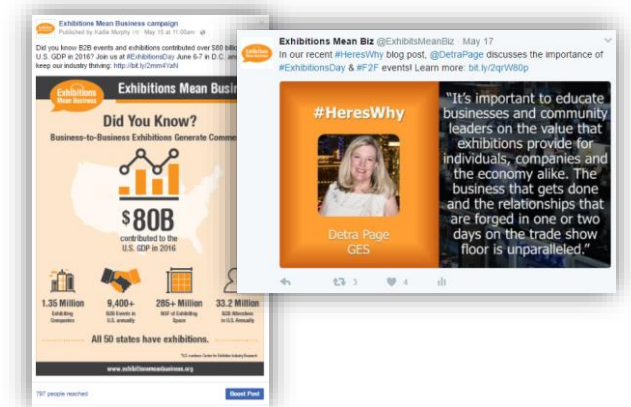 Exhibitions Mean Business campaign
Published by Kallie Murphy · May 15 at 11:00am
Did you know B2B events and exhibitions contributed over $80
U.S. GDP in 2016? Join us at #ExhibitionsDay June 6-7 in D.C.
keep our industry thriving: http://bit.ly/2mm4YaN
Exhibitions
Mean Business
Exhibitions Mean
Did You Know?
Business-to-Business Exhibitions Generate
$80B
contributed to the
U.S. GDP in 2016
1.35 Million
Exhibiting
Companies
9,400+
B2B Events in
U.S. annually
285+ Million
NSF of Exhibiting
Space
33.2 Million
B2B Attendees
in U.S. Annually
All 50 states have exhibitions.
www.exhibitionsmeanbusiness.org
797 people reached
Boost Post
Exhibitions Mean Biz @ExhibitsMeanBiz · May 17
In our recent #HeresWhy blog post, @DetraPage discusses the importance of
#ExhibitionsDay & #F2F events! Learn more: bit.ly/2qrW80p
#HeresWhy
Detra Page
GES
"It's important to educate
businesses and community
leaders on the value that
exhibitions provide for
individuals, companies and
the economy alike. The
business that gets done
and the relationships that
are forged in one or two
days on the trade show
floor is unparalleled."
3
4